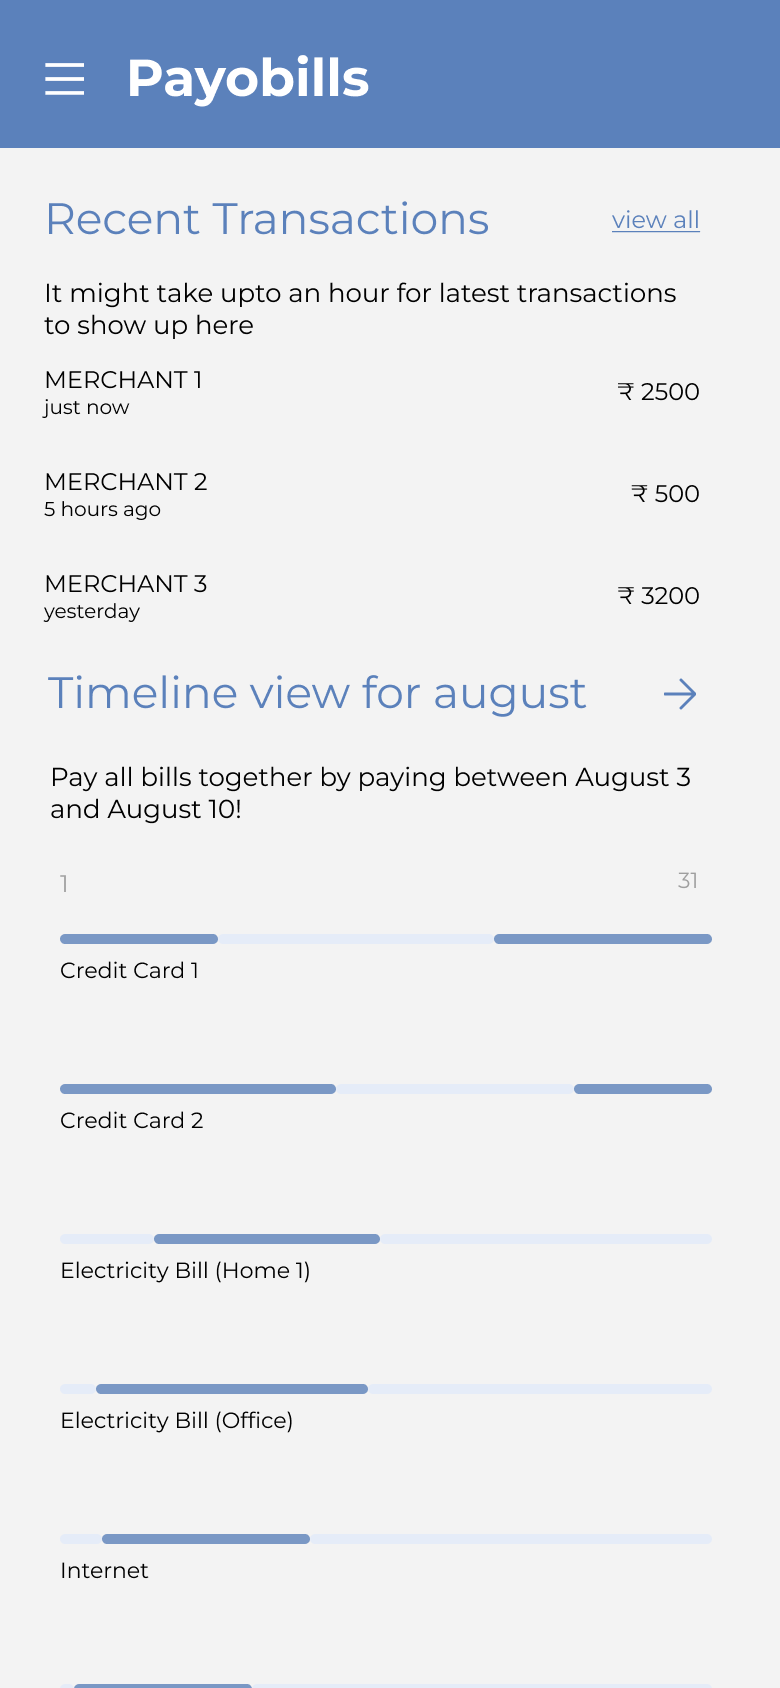 Payobills
Recent Transactions
view all
It might take upto an hour for latest transactions
to show up here
MERCHANT 1
just now
₹ 2500
MERCHANT 2
5 hours ago
₹ 500
MERCHANT 3
yesterday
₹ 3200
Timeline view for august
Pay all bills together by paying between August 3
and August 10!
1
31
Credit Card 1
Credit Card 2
Electricity Bill (Home 1)
Electricity Bill (Office)
Internet